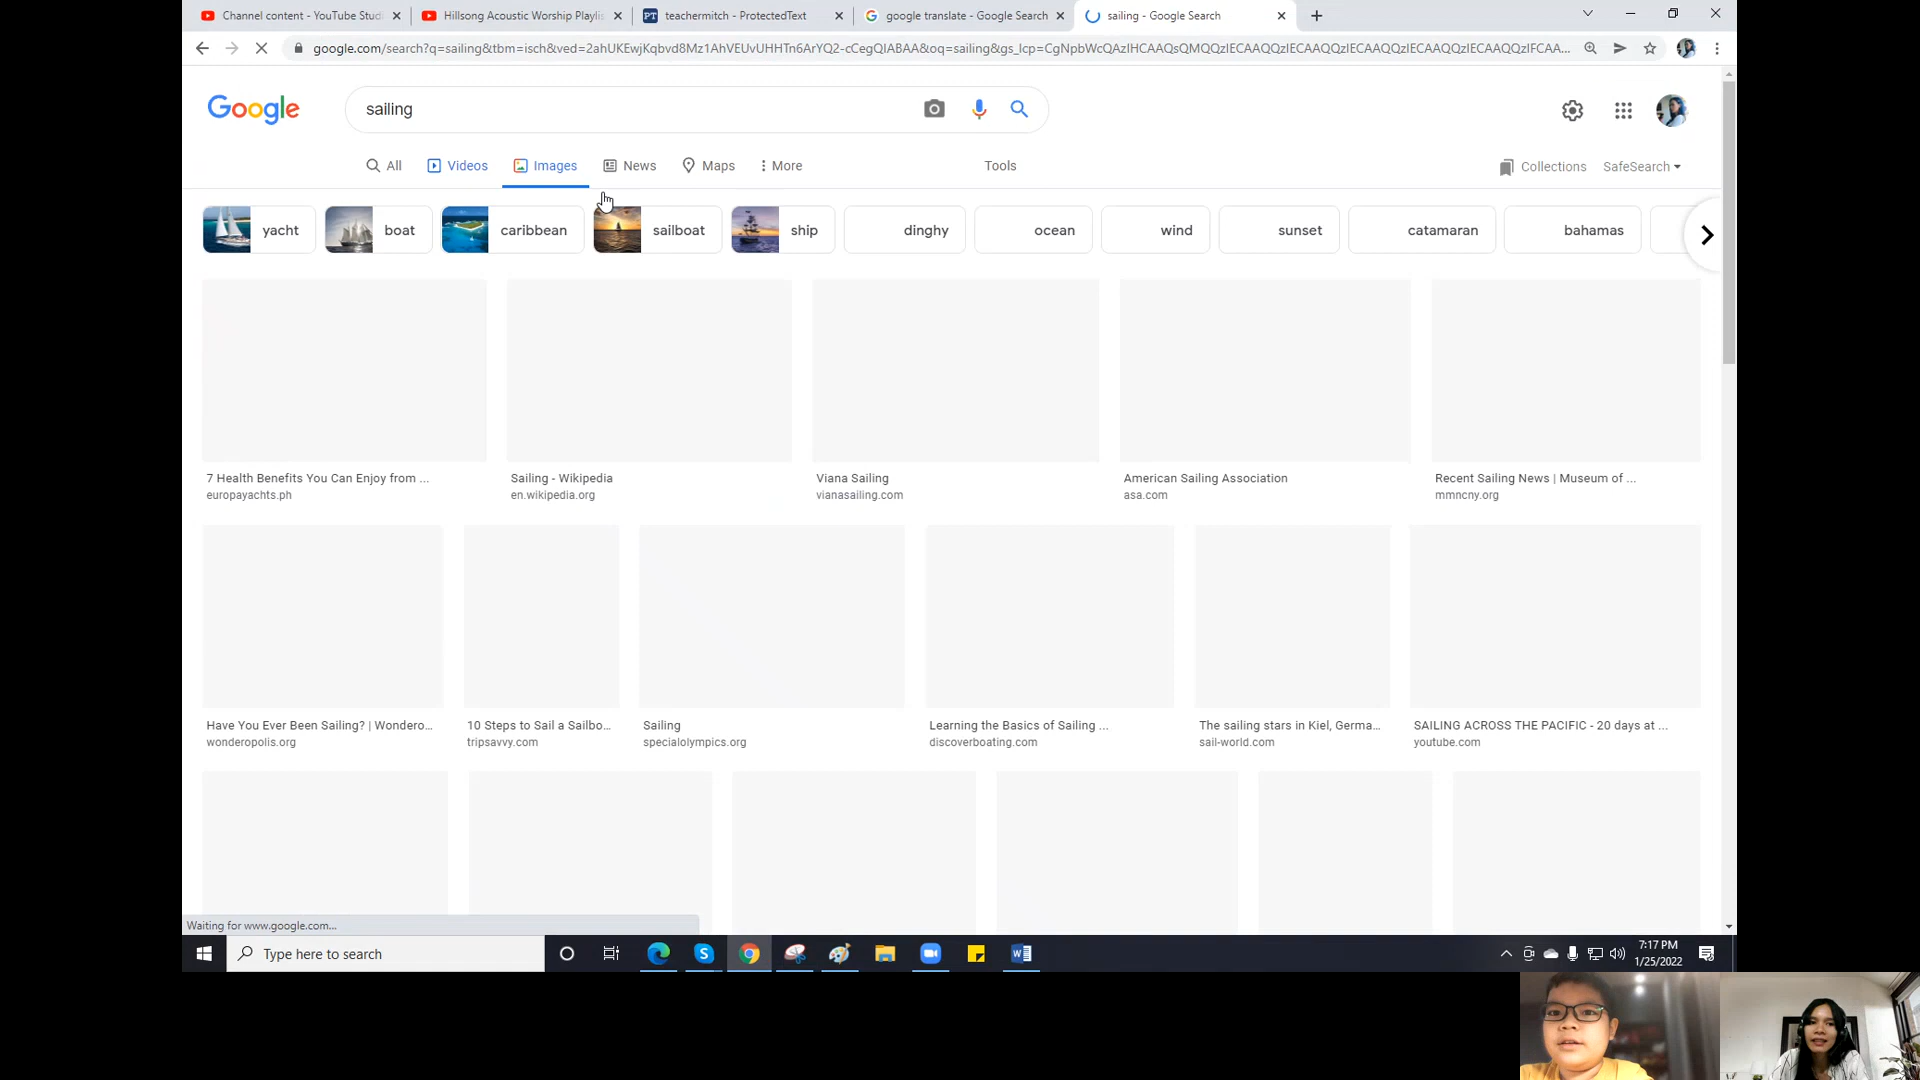 Channel content - YouTube Studi
Hillsong Acoustic Worship Playlis
PT teachermitch - ProtectedText
google translate - Google Search
sailing - Google Search
google.com/search?q=sailing&tbm=isch&ved=2ahUKEwjKqbvd8Mz1AhVEUvUHHTn6ArYQ2-cCegQIABAA&oq=sailing&gs_lcp=CgNpbWcQAzIHCAAQsQMQQzIECAAQQzIECAAQQzIECAAQQzIECAAQQzIFCAA...
Google
sailing
All Videos Images News Maps More Tools
Collections SafeSearch
yacht boat caribbean sailboat ship dinghy ocean wind sunset catamaran bahamas
7 Health Benefits You Can Enjoy from ...
europayachts.ph
Sailing - Wikipedia
en.wikipedia.org
Viana Sailing
vianasailing.com
American Sailing Association
asa.com
Recent Sailing News | Museum of ...
mmncny.org
Have You Ever Been Sailing? | Wondero...
wonderopolis.org
10 Steps to Sail a Sailbo...
tripsavvy.com
Sailing
specialolympics.org
Learning the Basics of Sailing ...
discoverboating.com
The sailing stars in Kiel, Germa...
sail-world.com
SAILING ACROSS THE PACIFIC - 20 days at ...
youtube.com
Waiting for www.google.com...
Type here to search
7:17 PM
1/25/2022